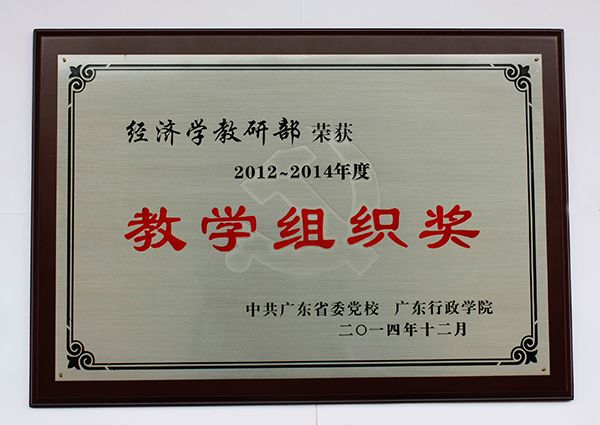 经济学教研部 荣获
2012~2014年度
教学组织奖
中共广东省委党校 广东行政学院
二〇一四年十二月